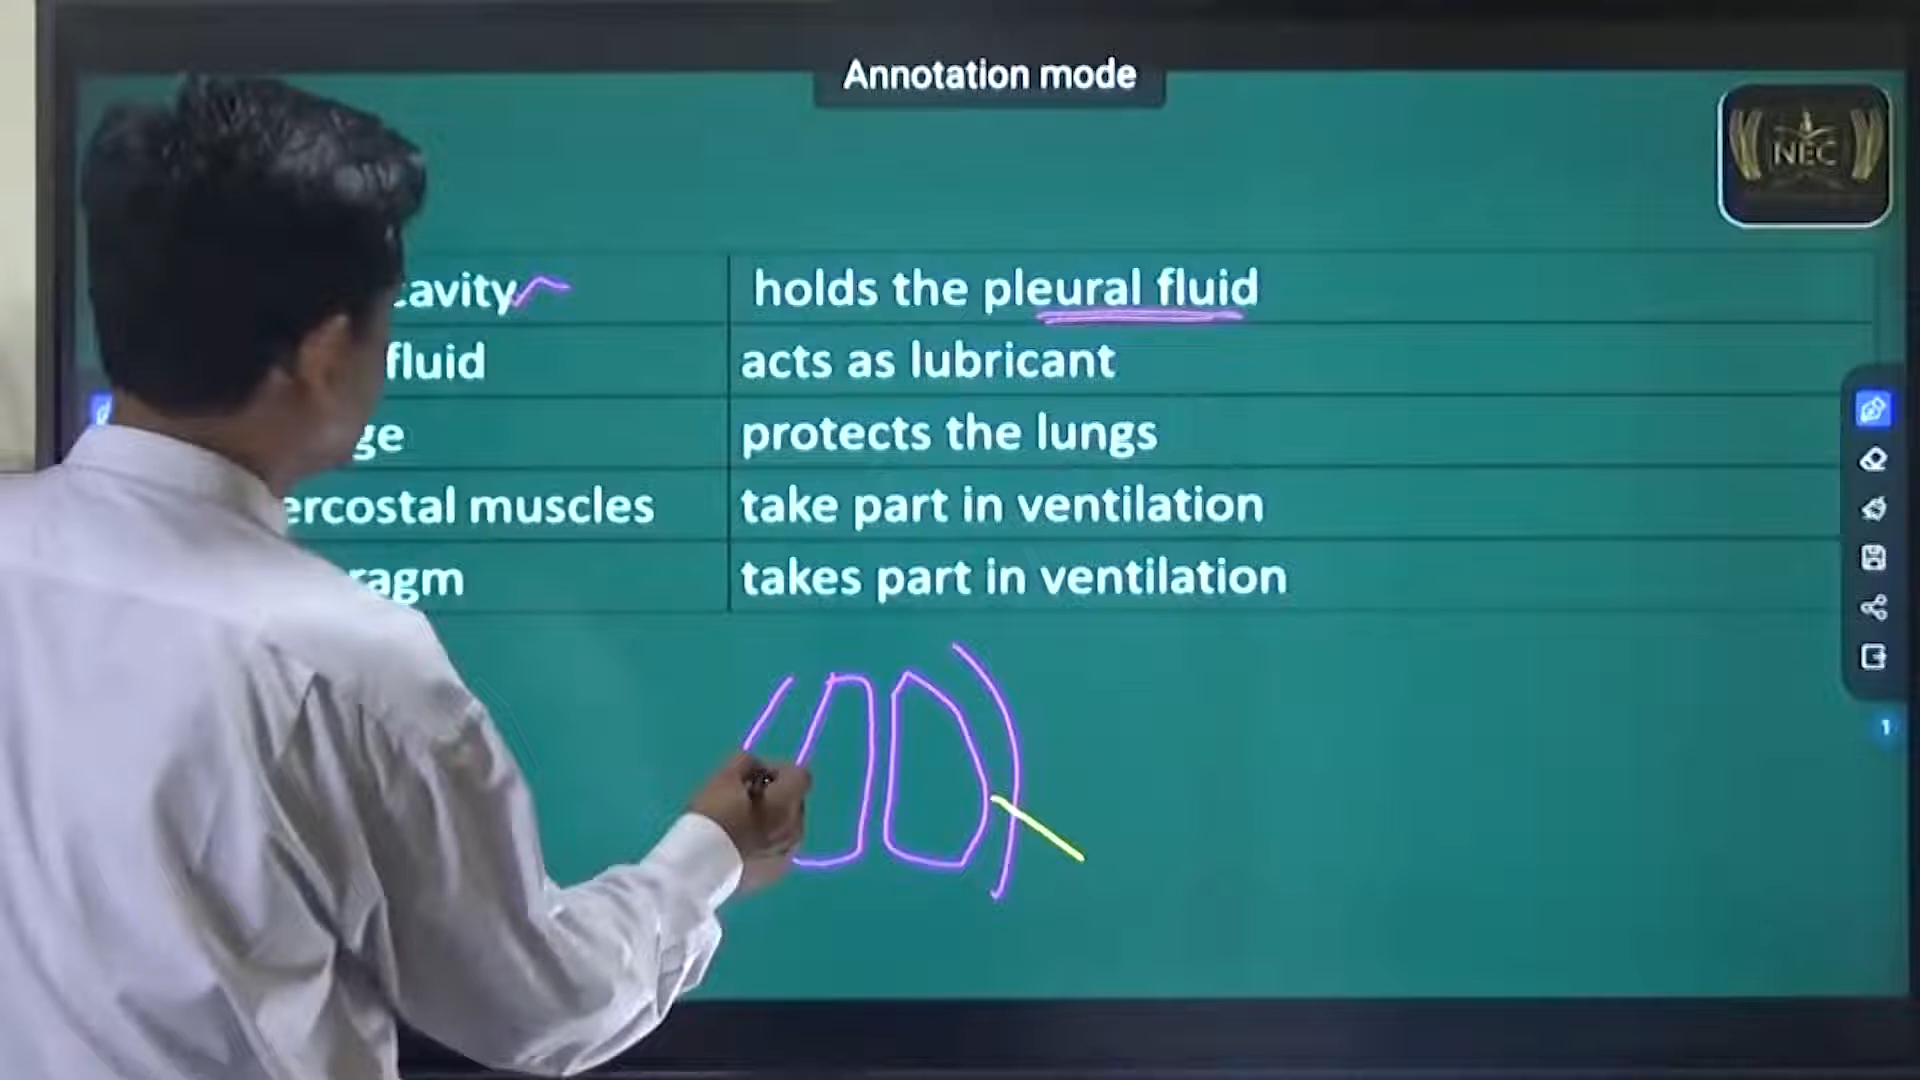 Annotation mode
NEC
cavity holds the pleural fluid
fluid acts as lubricant
ge protects the lungs
ercostal muscles take part in ventilation
ragm takes part in ventilation
1